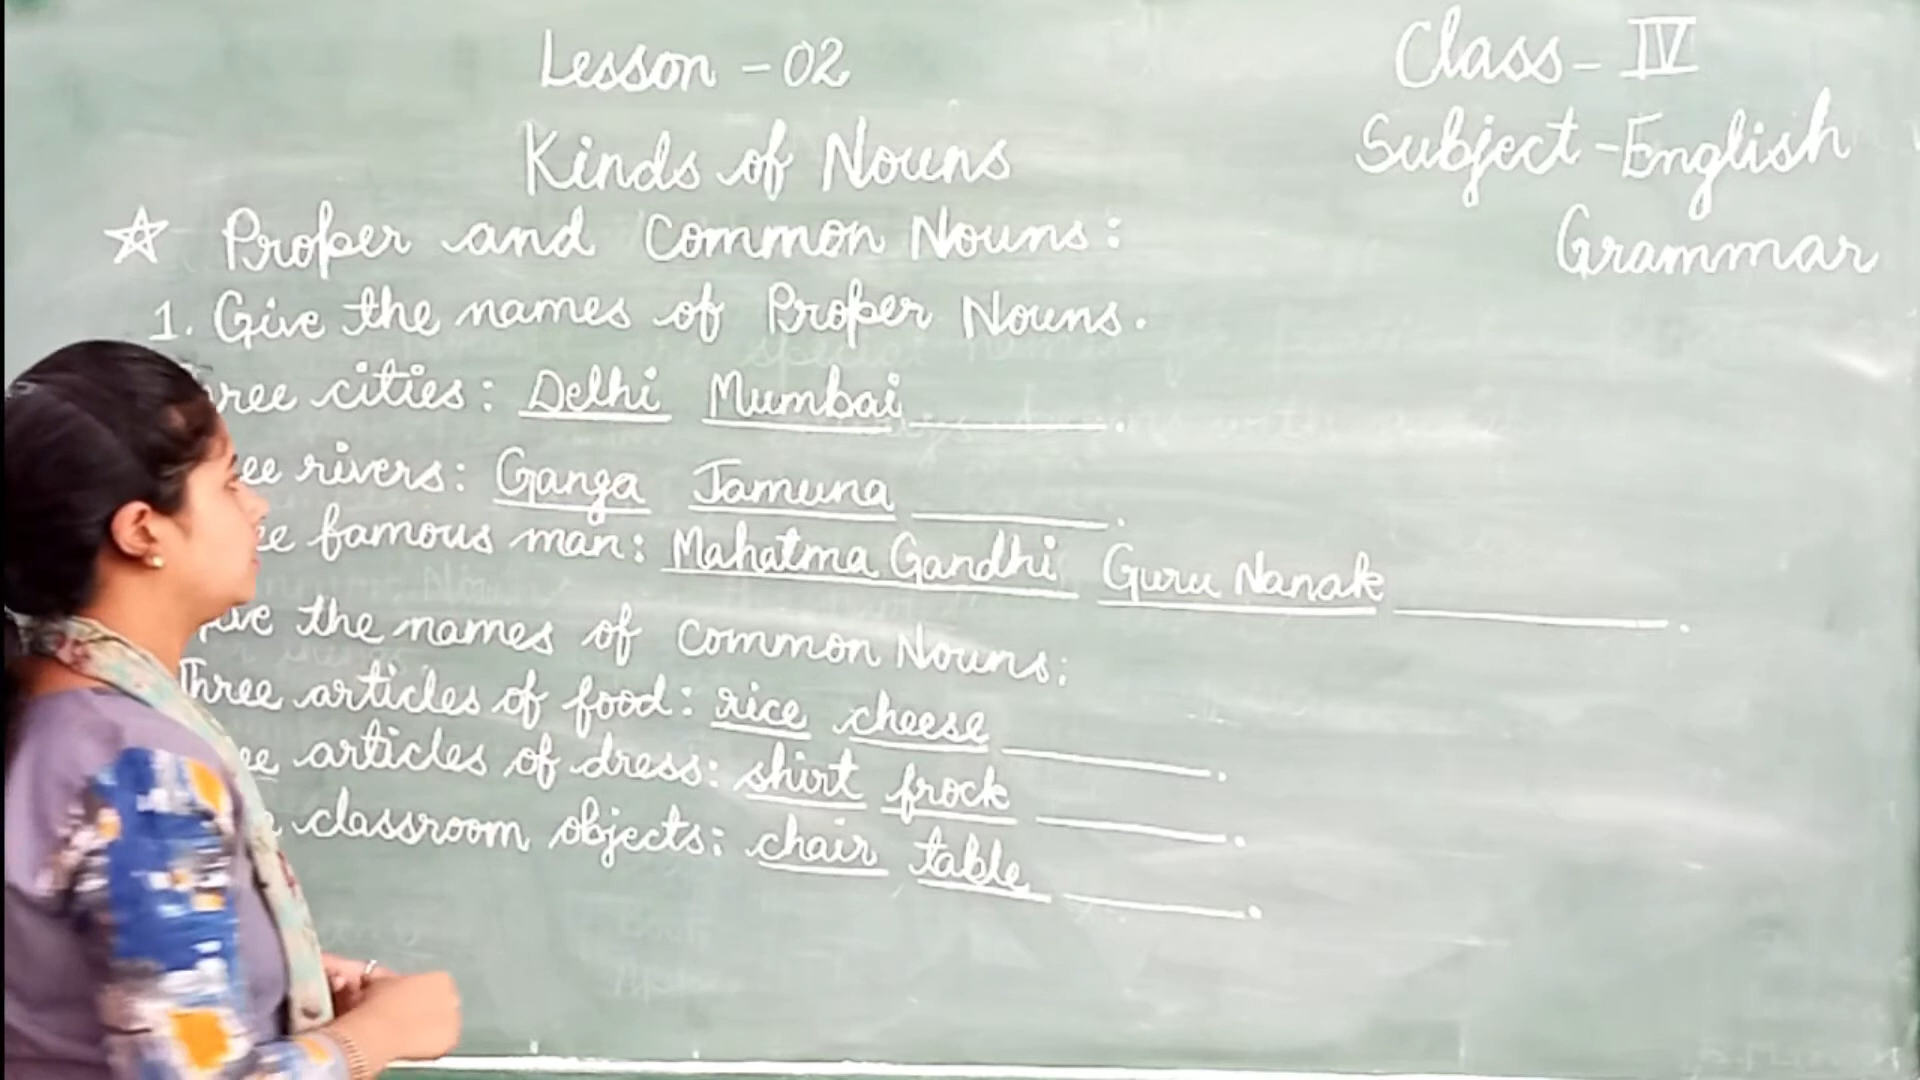 Lesson - 02
Class - IV
Kinds of Nouns
Subject - English
Grammar
☆ Proper and Common Nouns:
1. Give the names of Proper Nouns.
cities: Delhi Mumbai ________.
rivers: Ganga Jamuna ________.
famous man: Mahatma Gandhi Guru Nanak ________.
the names of Common Nouns:
Three articles of food: rice cheese ________.
articles of dress: shirt frock ________.
classroom objects: chair table ________.